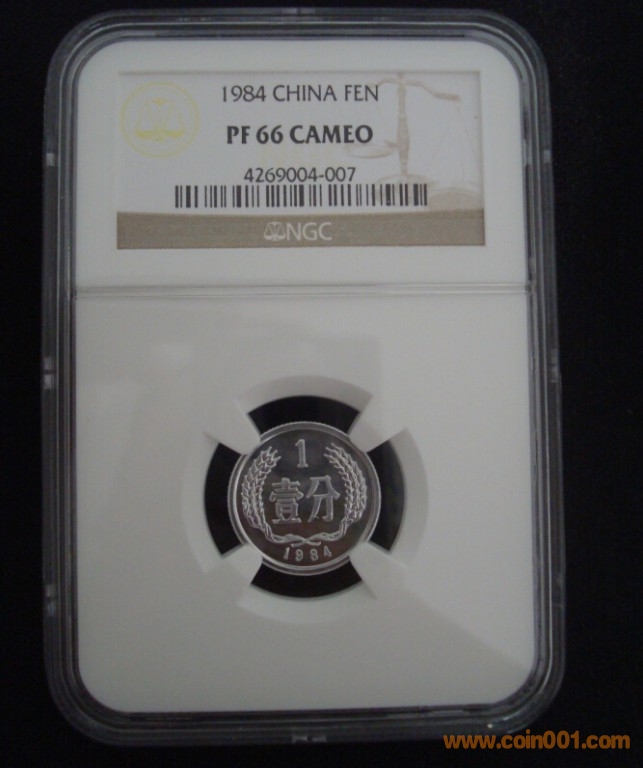 1984 CHINA FEN
PF 66 CAMEO
4269004-007
NGC
1
壹分
1984
www.coin001.com